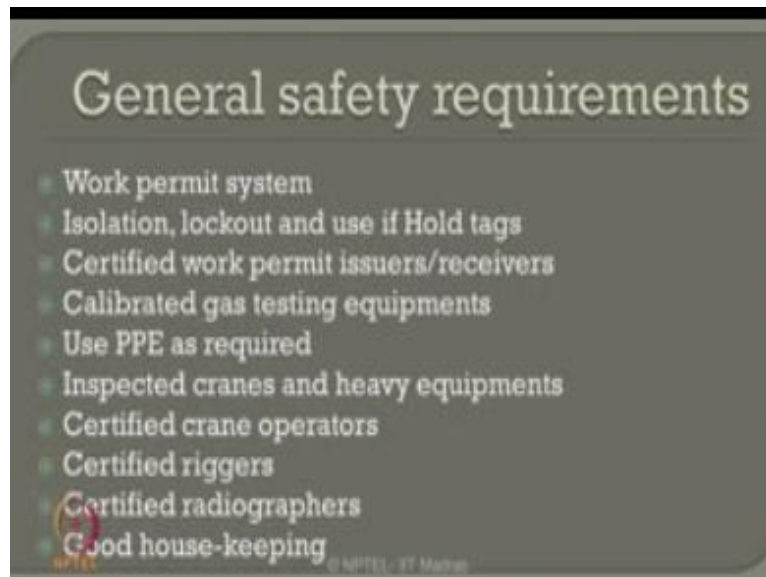 General safety requirements
Work permit system
Isolation, lockout and use if Hold tags
Certified work permit issuers/receivers
Calibrated gas testing equipments
Use PPE as required
Inspected cranes and heavy equipments
Certified crane operators
Certified riggers
Certified radiographers
Good house-keeping
NPTEL
© NPTEL- IIT Madras